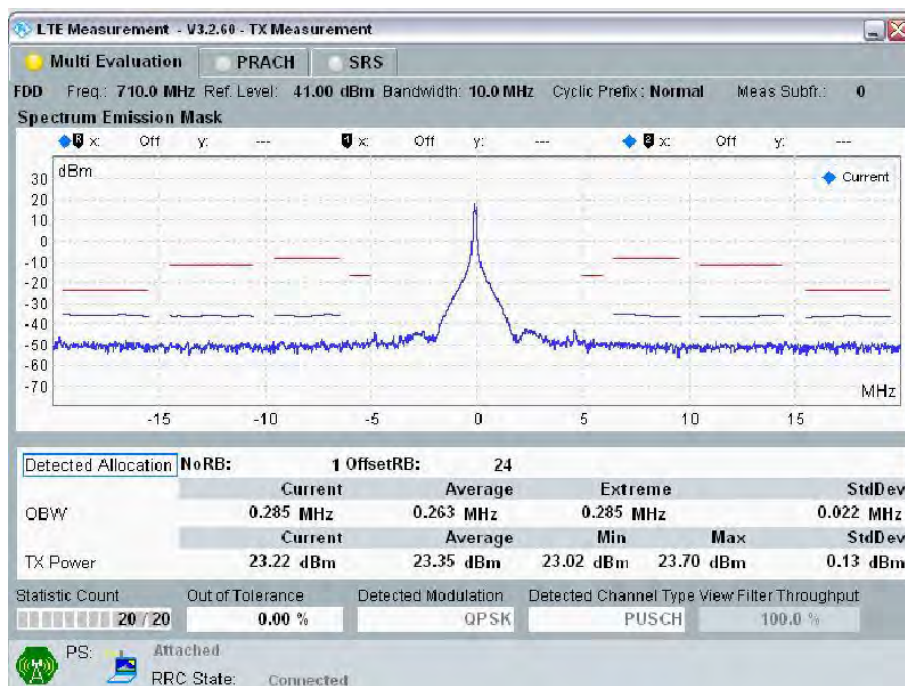 LTE Measurement - V3.2.60 - TX Measurement
Multi Evaluation PRACH SRS
FDD Freq.: 710.0 MHz Ref. Level: 41.00 dBm Bandwidth: 10.0 MHz Cyclic Prefix: Normal Meas Subfr.: 0
Spectrum Emission Mask
R x: Off y: --- 1 x: Off y: --- 2 x: Off y: ---
dBm
Current
30
20
10
0
-10
-20
-30
-40
-50
-60
-70
MHz
-15 -10 -5 0 5 10 15
Detected Allocation NoRB: 1 OffsetRB: 24
Current Average Extreme StdDev
OBW 0.285 MHz 0.263 MHz 0.285 MHz 0.022 MHz
Current Average Min Max StdDev
TX Power 23.22 dBm 23.35 dBm 23.02 dBm 23.70 dBm 0.13 dBm
Statistic Count Out of Tolerance Detected Modulation Detected Channel Type View Filter Throughput
20 / 20 0.00 % QPSK PUSCH 100.0 %
PS: Attached
RRC State: Connected